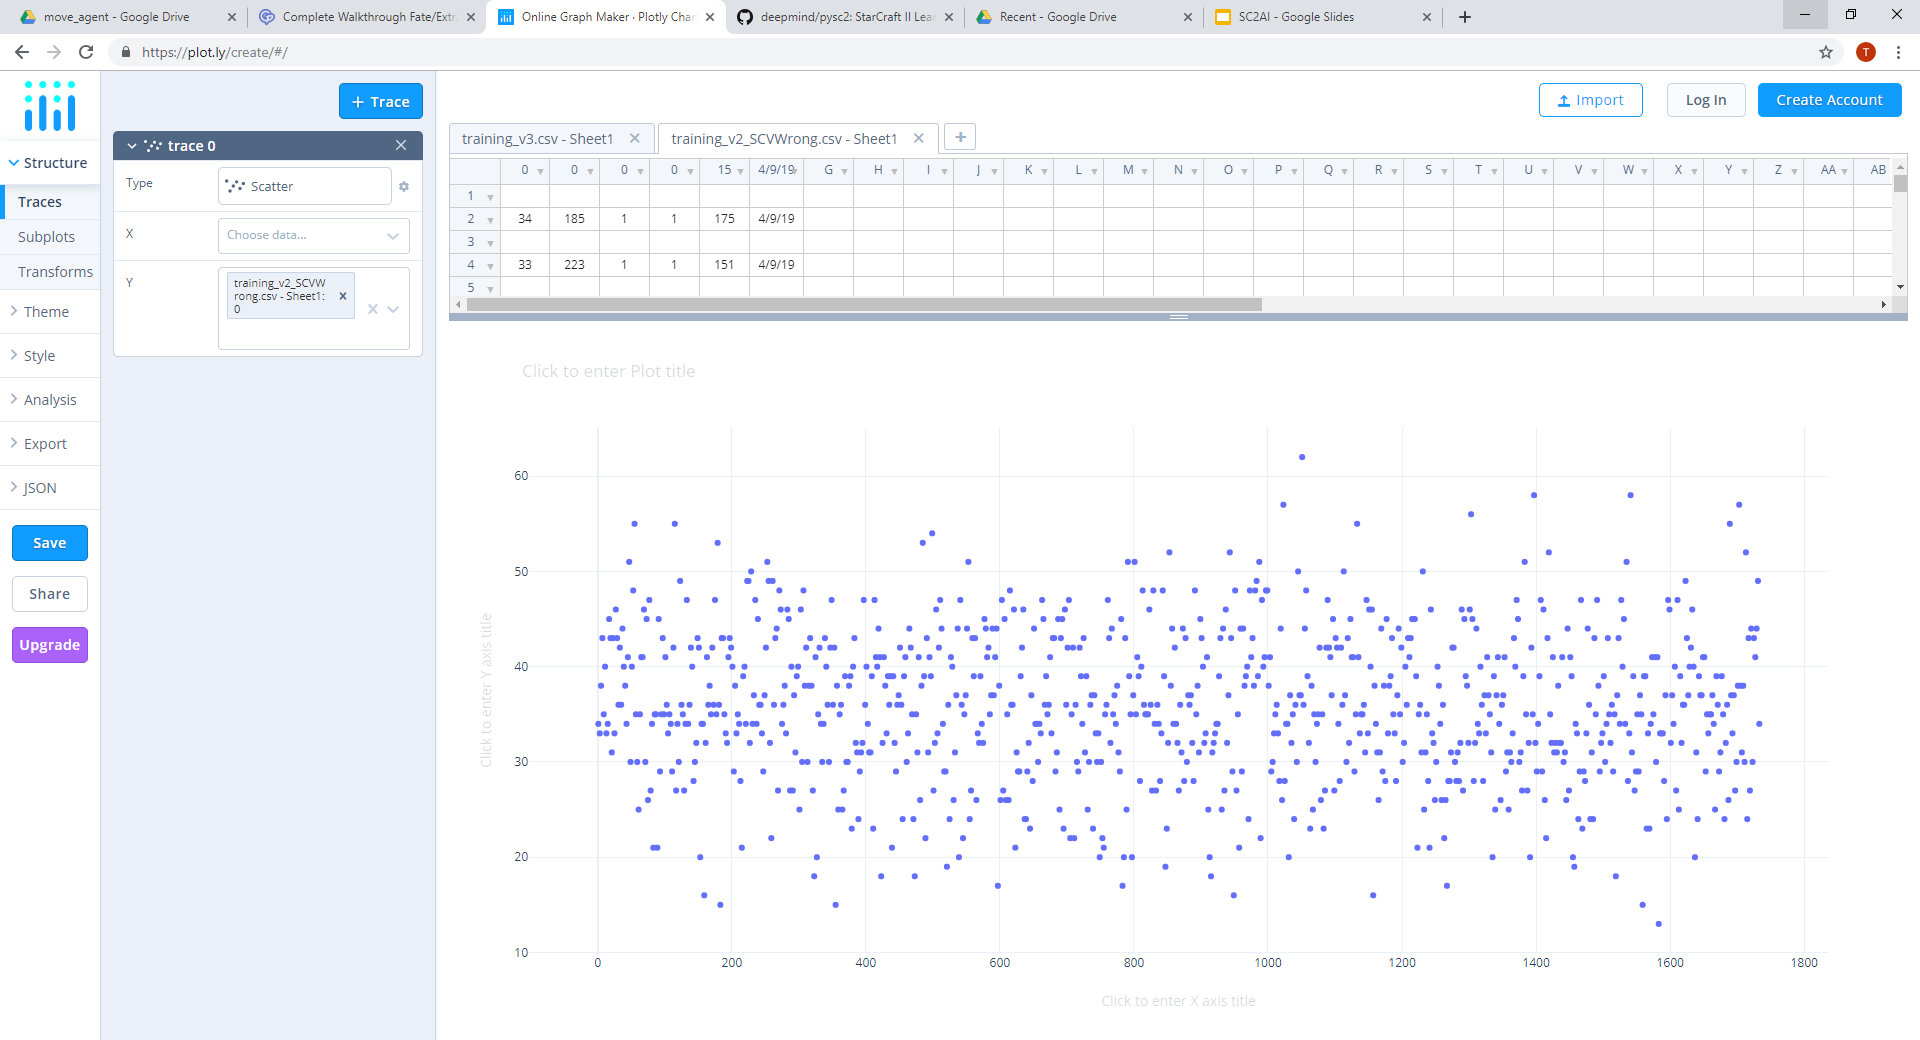 move_agent - Google Drive
Complete Walkthrough Fate/Extr
Online Graph Maker · Plotly Char
deepmind/pysc2: StarCraft II Lea
Recent - Google Drive
SC2AI - Google Slides
https://plot.ly/create/#/
T
+ Trace
Import
Log In
Create Account
Structure
Traces
Subplots
Transforms
Theme
Style
Analysis
Export
JSON
Save
Share
Upgrade
trace 0
Type
Scatter
X
Choose data...
Y
training_v2_SCVW
rong.csv - Sheet1:
0
training_v3.csv - Sheet1
training_v2_SCVWrong.csv - Sheet1
0 0 0 0 15 4/9/19 G H I J K L M N O P Q R S T U V W X Y Z AA AB
1
2 34 185 1 1 175 4/9/19
3
4 33 223 1 1 151 4/9/19
5
Click to enter Plot title
Click to enter Y axis title
60
50
40
30
20
10
0 200 400 600 800 1000 1200 1400 1600 1800
Click to enter X axis title